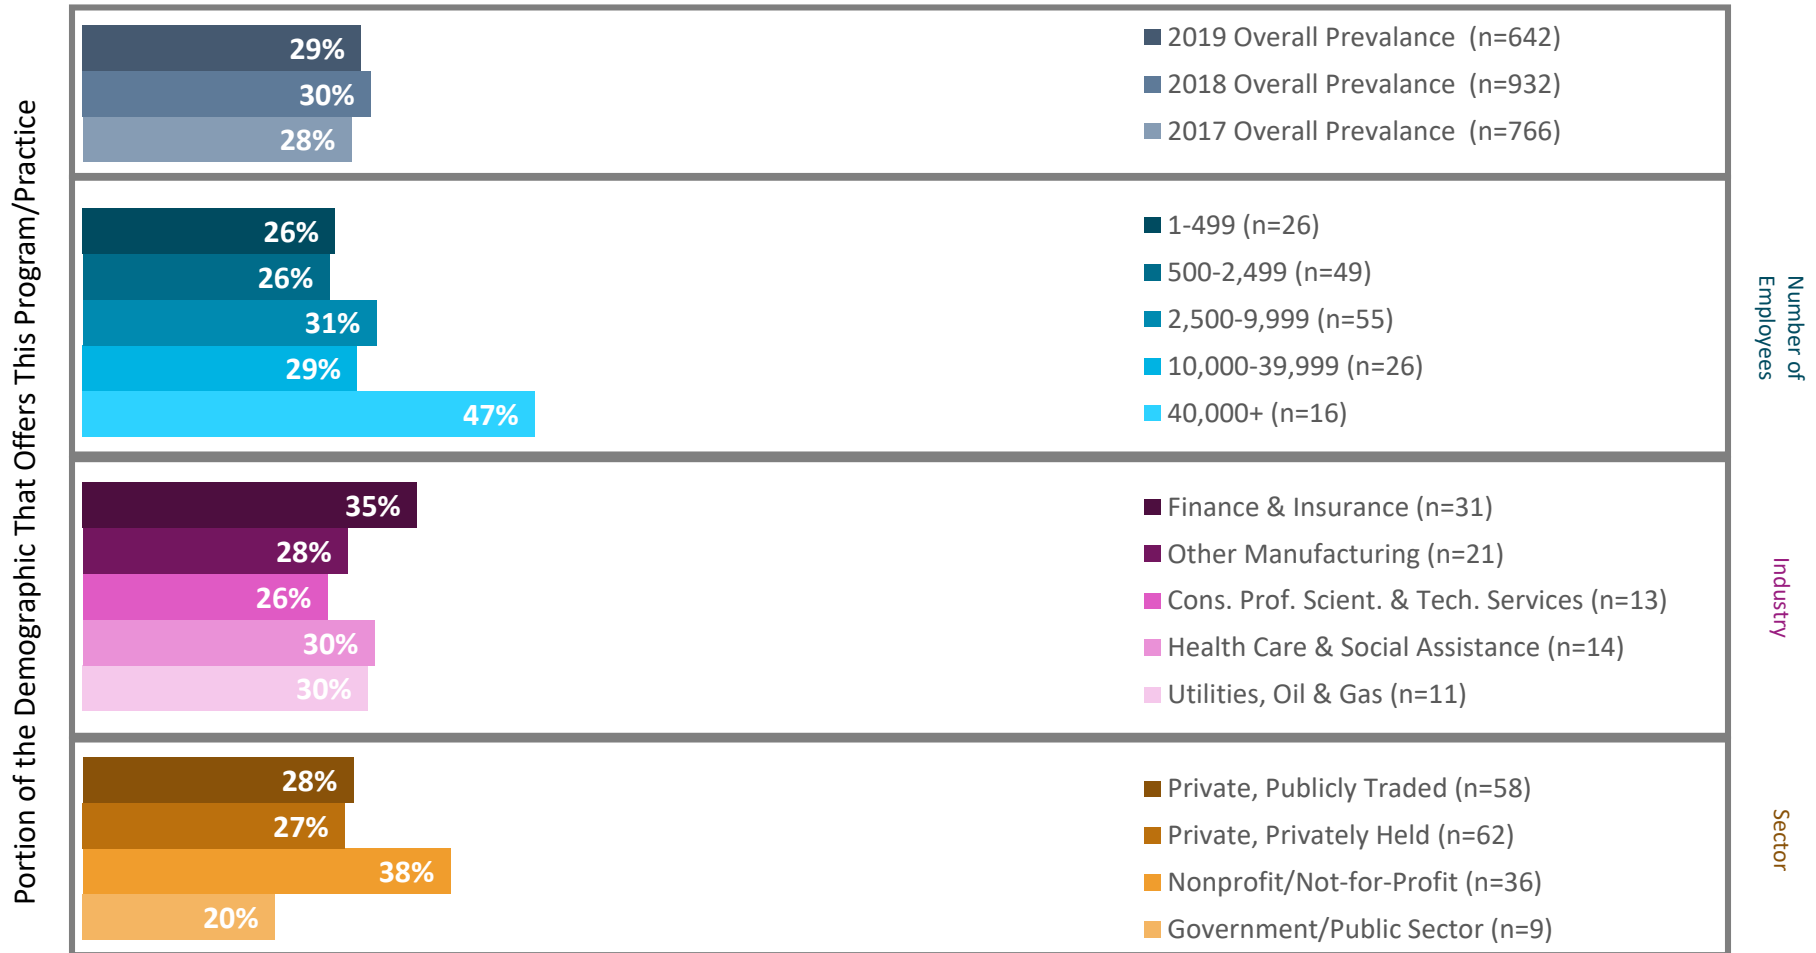 Portion of the Demographic That Offers This Program/Practice
29%
30%
28%
2019 Overall Prevalance (n=642)
2018 Overall Prevalance (n=932)
2017 Overall Prevalance (n=766)
26%
26%
31%
29%
47%
1-499 (n=26)
500-2,499 (n=49)
2,500-9,999 (n=55)
10,000-39,999 (n=26)
40,000+ (n=16)
Number of
Employees
35%
28%
26%
30%
30%
Finance & Insurance (n=31)
Other Manufacturing (n=21)
Cons. Prof. Scient. & Tech. Services (n=13)
Health Care & Social Assistance (n=14)
Utilities, Oil & Gas (n=11)
Industry
28%
27%
38%
20%
Private, Publicly Traded (n=58)
Private, Privately Held (n=62)
Nonprofit/Not-for-Profit (n=36)
Government/Public Sector (n=9)
Sector